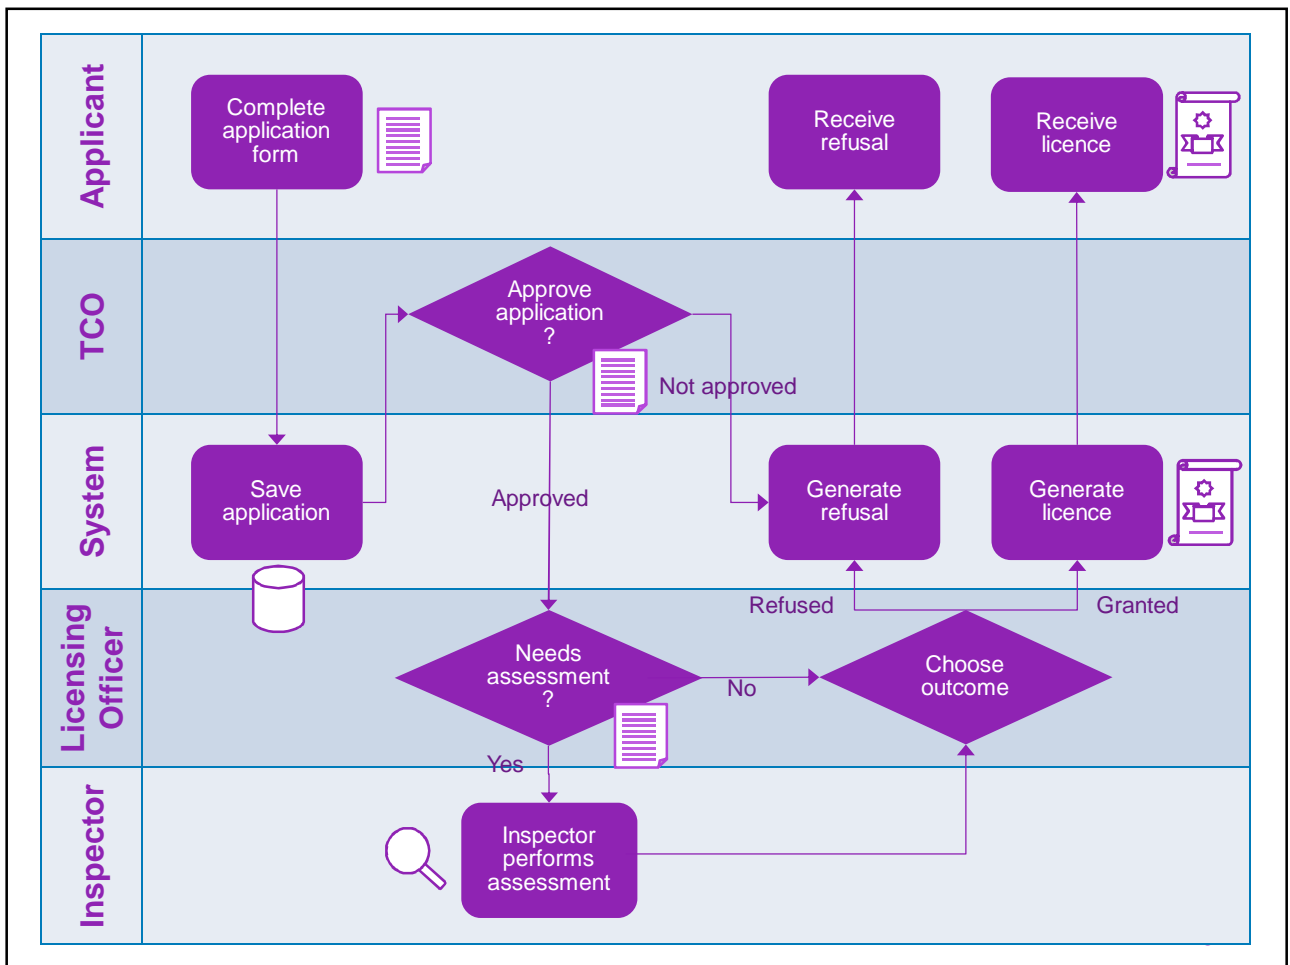 Applicant
Complete
application
form
Receive
refusal
Receive
licence
TCO
Approve
application
?
Not approved
System
Save
application
Approved
Generate
refusal
Generate
licence
Licensing
Officer
Refused
Granted
Needs
assessment
?
No
Choose
outcome
Yes
Inspector
Inspector
performs
assessment